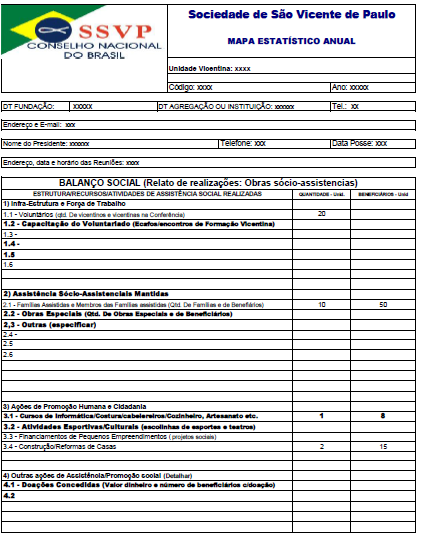 SSVP
CONSELHO NACIONAL
DO BRASIL
Sociedade de São Vicente de Paulo
MAPA ESTATÍSTICO ANUAL
Unidade Vicentina: xxxx
Código: xxxx Ano: xxxxx
DT FUNDAÇÃO: xxxxx DT AGREGAÇÃO OU INSTITUIÇÃO: xxxxxx Tel.: xx
Endereço e E-mail: xxx
Nome do Presidente: xxxxxx Telefone: xxx Data Posse: xxx
Endereço, data e horário das Reuniões: xxxx
BALANÇO SOCIAL (Relato de realizações: Obras sócio-assistencias)
ESTRUTURA/RECURSOS/ATIVIDADES DE ASSISTÊNCIA SOCIAL REALIZADAS QUANTIDADE - Unid. BENEFICIÁRIOS - Unid
1) Infra-Estrutura e Força de Trabalho
1.1 - Voluntários (qtd. De vicentinos e vicentinas na Conferência) 20
1.2 - Capacitação do Voluntariado (Ecafos/encontros de Formação Vicentina)
1.3 -
1.4 -
1.5
1.6
2) Assistência Sócio-Assistenciais Mantidas
2.1 - Famílias Assistidas e Membros das Famílias assistidas (Qtd. De Famílias e de Benefiários) 10 50
2.2 - Obras Especiais (Qtd. De Obras Especiais e de Beneficiários)
2,3 - Outras (especificar)
2.4 -
2.5
2.6
3) Ações de Promoção Humana e Cidadania
3.1 - Cursos de Informática/Costura/cabelereiros/Cozinheiro, Artesanato etc. 1 8
3.2 - Atividades Esportivas/Culturais (escolinhas de esportes e teatros)
3.3 - Financiamentos de Pequenos Empreendimentos ( projetos sociais)
3.4 - Construção/Reformas de Casas 2 15
4) Outras ações de Assistência/Promoção social (Detalhar)
4.1 - Doações Concedidas (Valor dinheiro e número de beneficiários c/doação)
4.2